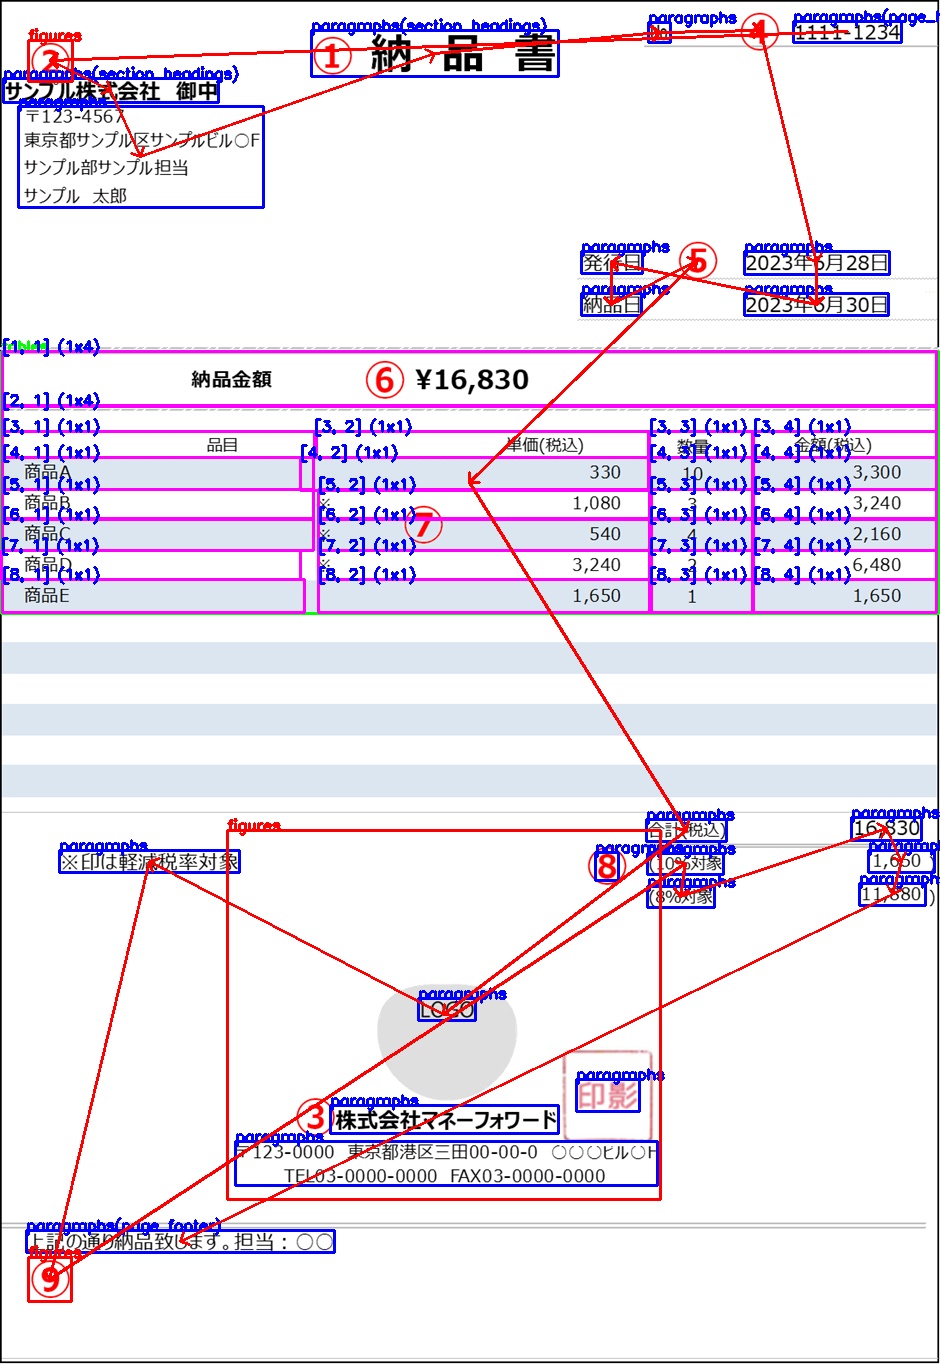 paragraphs(section_headings)
paragraphs
paragraphs(page_h
figures
① 納 品 書
④
1111-1234
②
paragraphs(section_headings)
サンプル株式会社 御中
paragraphs
〒123-4567
東京都サンプル区サンプルビル○F
サンプル部サンプル担当
サンプル 太郎
paragraphs
paragraphs
発行日
⑤
2023年6月28日
paragraphs
paragraphs
納品日
2023年6月30日
[1, 1] (1x4)
納品金額
⑥ ¥16,830
[2, 1] (1x4)
[3, 1] (1x1)
[3, 2] (1x1)
[3, 3] (1x1)
[3, 4] (1x1)
品目
単価(税込)
数量
金額(税込)
[4, 1] (1x1)
[4, 2] (1x1)
[4, 3] (1x1)
[4, 4] (1x1)
商品A
330
10
3,300
[5, 1] (1x1)
[5, 2] (1x1)
[5, 3] (1x1)
[5, 4] (1x1)
商品B
※
1,080
3
3,240
[6, 1] (1x1)
[6, 2] (1x1)
[6, 3] (1x1)
[6, 4] (1x1)
商品C
※
⑦
540
4
2,160
[7, 1] (1x1)
[7, 2] (1x1)
[7, 3] (1x1)
[7, 4] (1x1)
商品D
※
3,240
2
6,480
[8, 1] (1x1)
[8, 2] (1x1)
[8, 3] (1x1)
[8, 4] (1x1)
商品E
1,650
1
1,650
paragraphs
paragraphs
合計(税込)
16,830
figures
paragraphs
※印は軽減税率対象
paragraphs
paragraphs
paragraph
⑧
(10%対象
1,650 )
paragraphs
paragraph
(8%対象
11,880 )
paragraphs
LOGO
paragraphs
印影
paragraphs
③ 株式会社マネーフォワード
paragraphs
〒123-0000 東京都港区三田00-00-0 ○○○ビル○F
TEL03-0000-0000 FAX03-0000-0000
paragraphs(page_footer)
上記の通り納品致します。担当：○○
figures
⑨